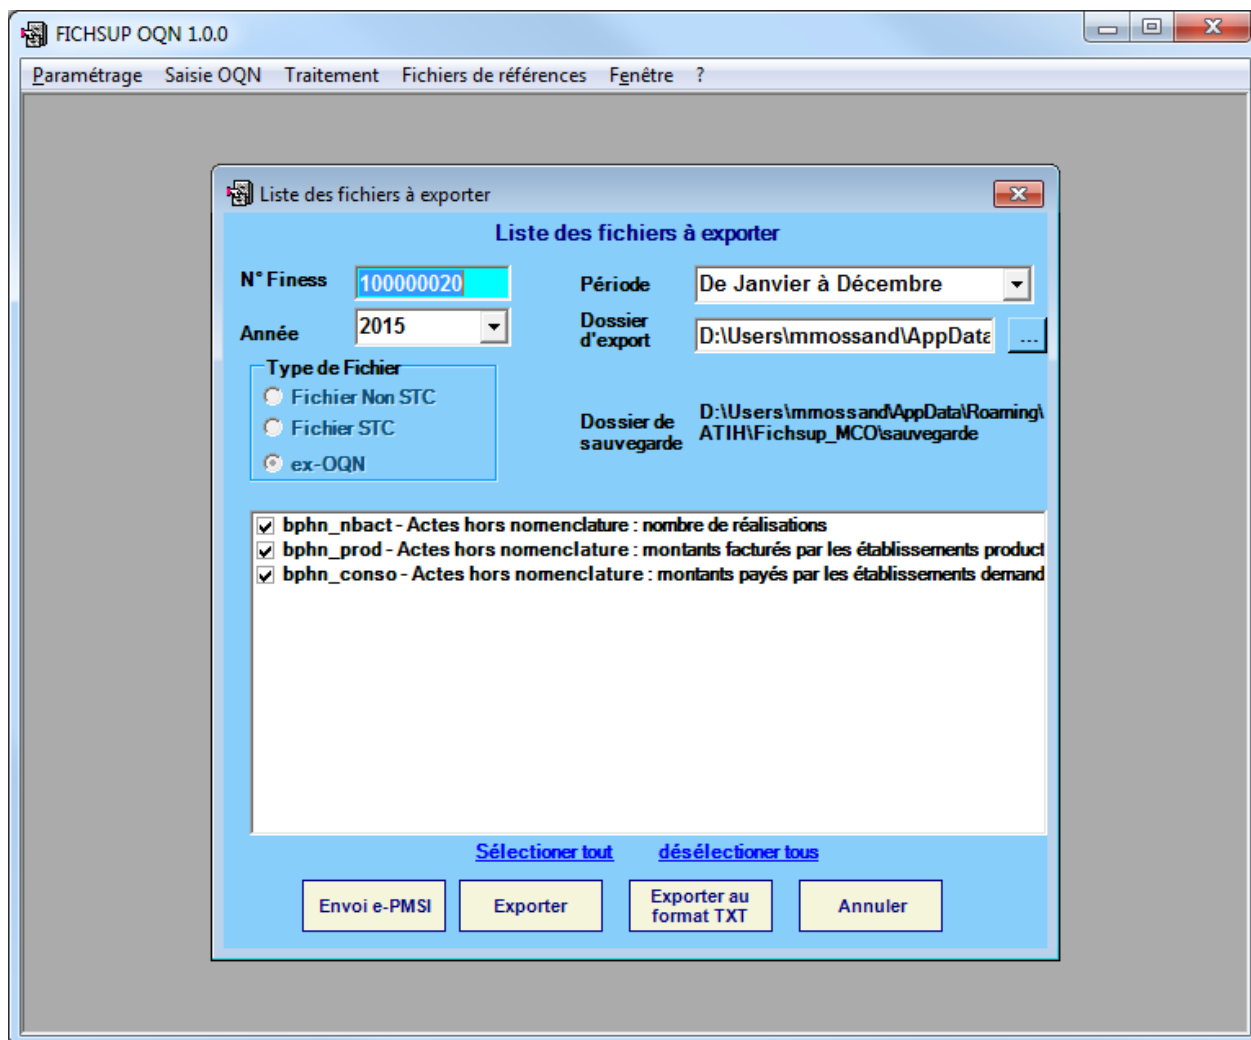 FICHSUP OQN 1.0.0
Paramétrage Saisie OQN Traitement Fichiers de références Fenêtre ?
Liste des fichiers à exporter
Liste des fichiers à exporter
N° Finess 100000020 Période De Janvier à Décembre
Année 2015 Dossier d'export D:\Users\mmossand\AppData ...
Type de Fichier
Fichier Non STC
Fichier STC
ex-OQN
Dossier de sauvegarde
D:\Users\mmossand\AppData\Roaming\
ATIH\Fichsup_MCO\sauvegarde
bphn_nbact - Actes hors nomenclature : nombre de réalisations
bphn_prod - Actes hors nomenclature : montants facturés par les établissements product
bphn_conso - Actes hors nomenclature : montants payés par les établissements demand
Sélectioner tout désélectioner tous
Envoi e-PMSI Exporter Exporter au format TXT Annuler